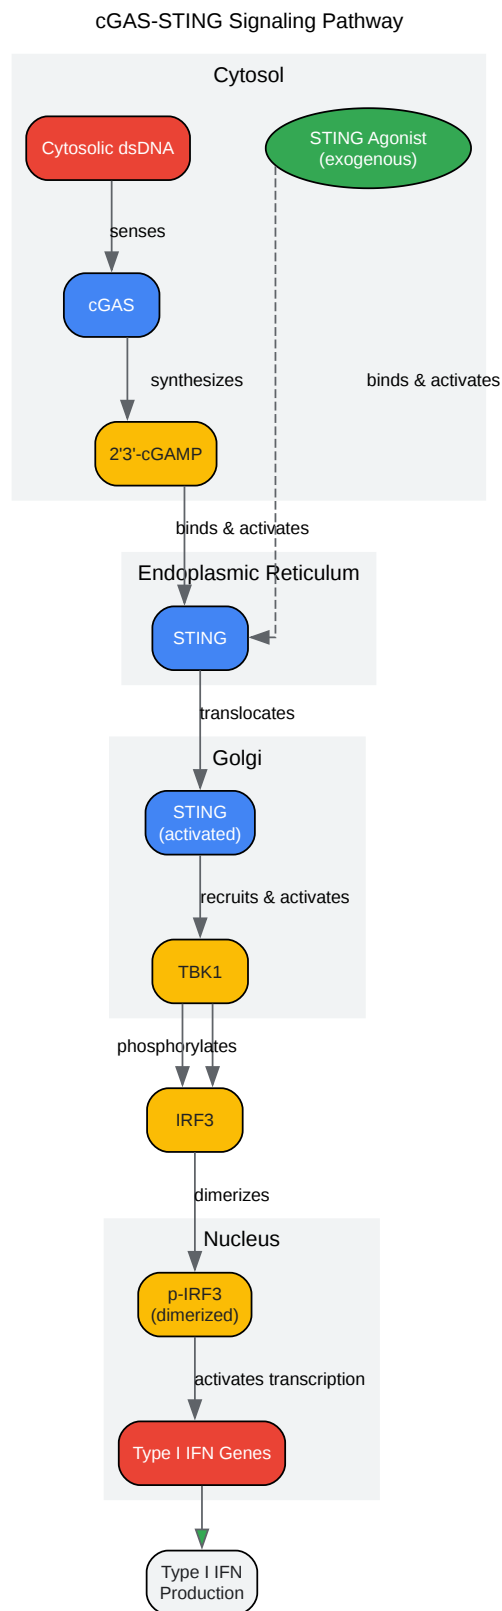 cGAS-STING Signaling Pathway
Cytosol
Cytosolic dsDNA
STING Agonist
(exogenous)
senses
cGAS
synthesizes
binds & activates
2'3'-cGAMP
binds & activates
Endoplasmic Reticulum
STING
translocates
Golgi
STING
(activated)
recruits & activates
TBK1
phosphorylates
IRF3
dimerizes
Nucleus
p-IRF3
(dimerized)
activates transcription
Type I IFN Genes
Type I IFN
Production